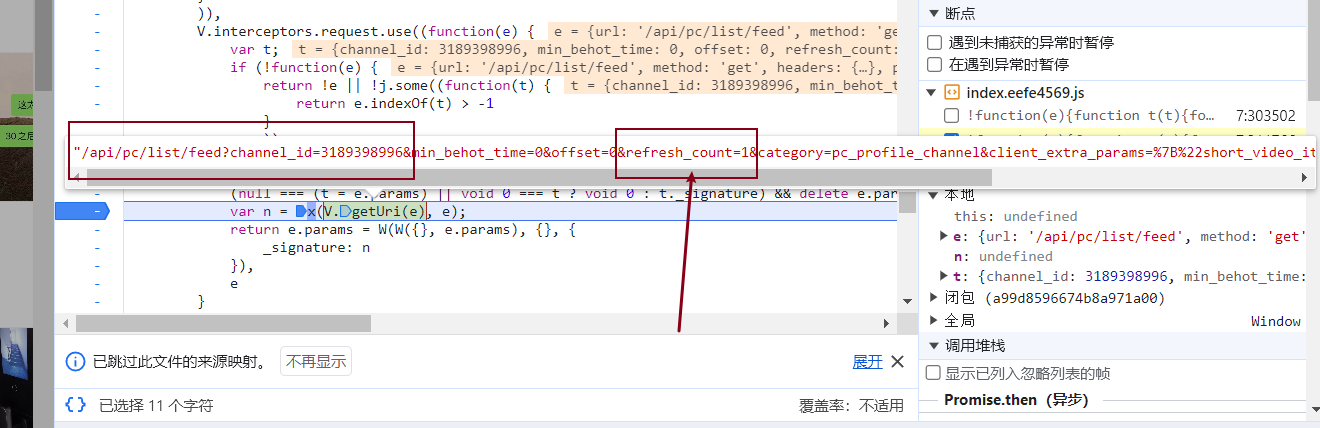 )),
V.interceptors.request.use((function(e) { e = {url: '/api/pc/list/feed', method: 'ge
var t; t = {channel_id: 3189398996, min_behot_time: 0, offset: 0, refresh_count:
if (!function(e) { e = {url: '/api/pc/list/feed', method: 'get', headers: {…}, p
return !e || !j.some((function(t) { t = {channel_id: 3189398996, min_behot_t
return e.indexOf(t) > -1
}
"/api/pc/list/feed?channel_id=3189398996&min_behot_time=0&offset=0&refresh_count=1&category=pc_profile_channel&client_extra_params=%7B%22short_video_it
(null === (t = e.params) || void 0 === t ? void 0 : t._signature) && delete e.par
var n = x(V.getUri(e), e);
return e.params = W(W({}, e.params), {}, {
_signature: n
}),
e
}
已跳过此文件的来源映射。 不再显示 展开
{} 已选择 11 个字符 覆盖率：不适用
这太
30之后
断点
遇到未捕获的异常时暂停
在遇到异常时暂停
index.eefe4569.js
!function(e){function t(t){fo… 7:303502
本地
this: undefined
e: {url: '/api/pc/list/feed', method: 'get'
n: undefined
t: {channel_id: 3189398996, min_behot_time:
闭包 (a99d8596674b8a971a00)
全局 Window
调用堆栈
显示已列入忽略列表的帧
Promise.then（异步）